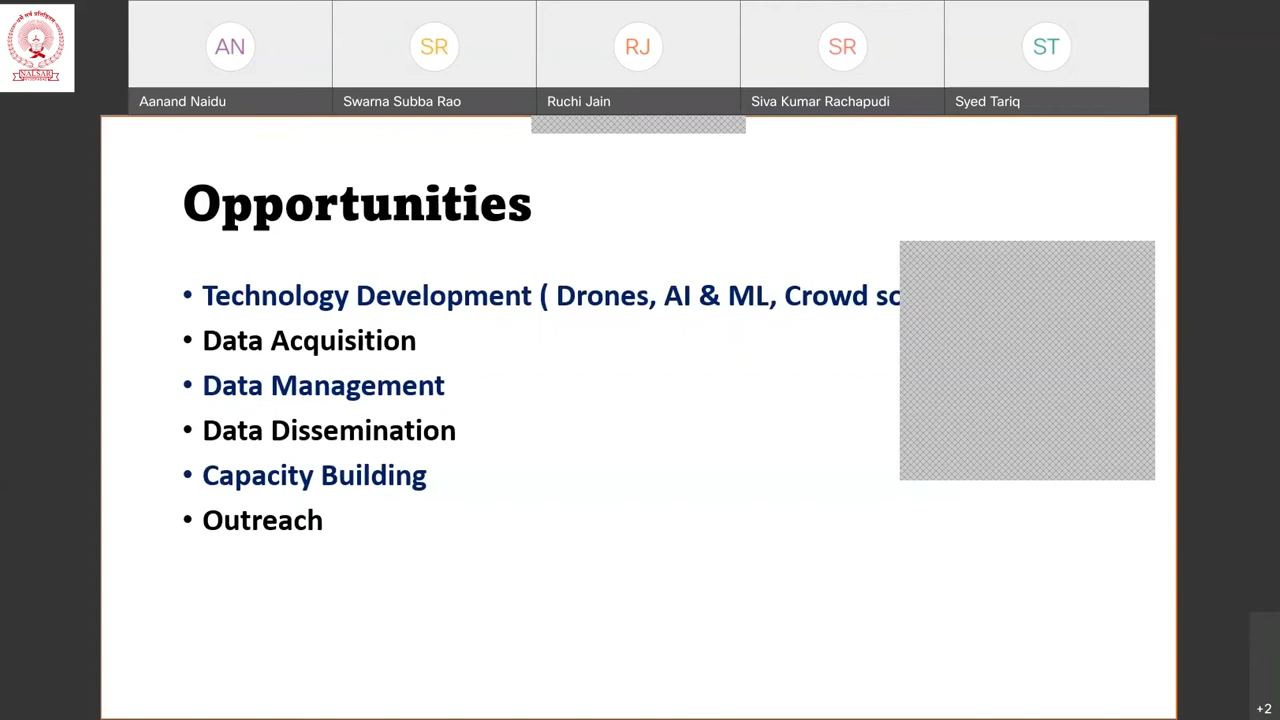 NALSAR
AN
SR
RJ
SR
ST
Aanand Naidu
Swarna Subba Rao
Ruchi Jain
Siva Kumar Rachapudi
Syed Tariq
Opportunities
• Technology Development ( Drones, AI & ML, Crowd
• Data Acquisition
• Data Management
• Data Dissemination
• Capacity Building
• Outreach
+2